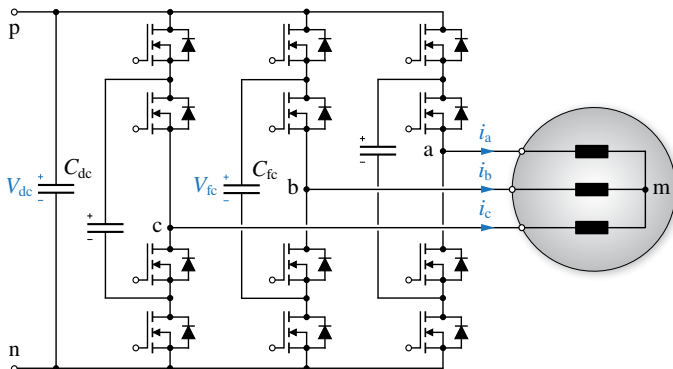 p
a
i_a
C_dc
V_dc
V_fc
C_fc
b
i_b
m
c
i_c
n
+
−
+
−
+
−
+
−